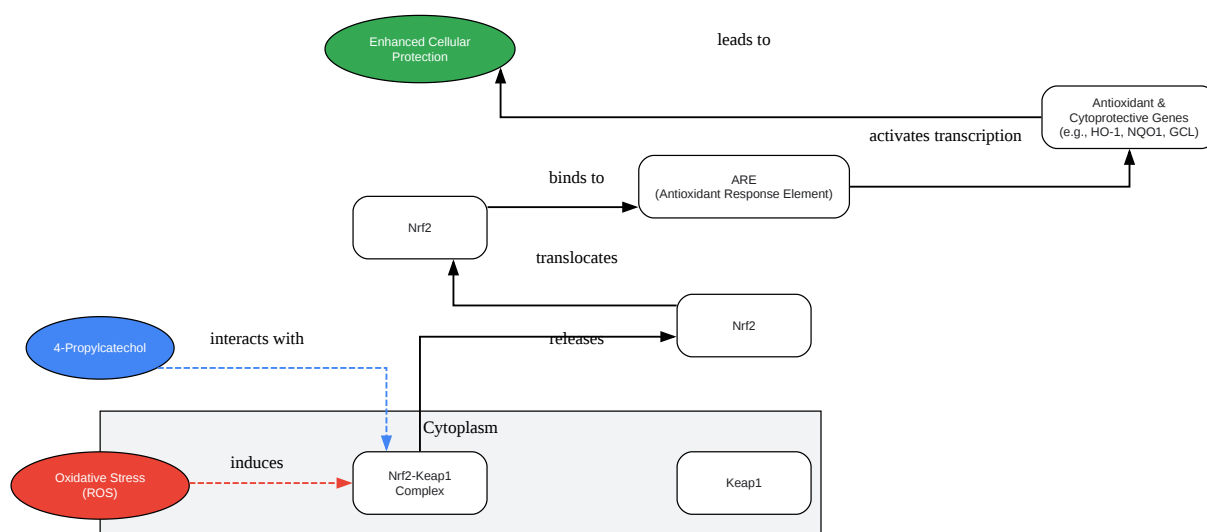 leads to
Enhanced Cellular
Protection
Antioxidant &
Cytoprotective Genes
(e.g., HO-1, NQO1, GCL)
activates transcription
binds to
ARE
(Antioxidant Response Element)
Nrf2
translocates
Nrf2
interacts with
releases
4-Propylcatechol
Cytoplasm
induces
Oxidative Stress
(ROS)
Nrf2-Keap1
Complex
Keap1